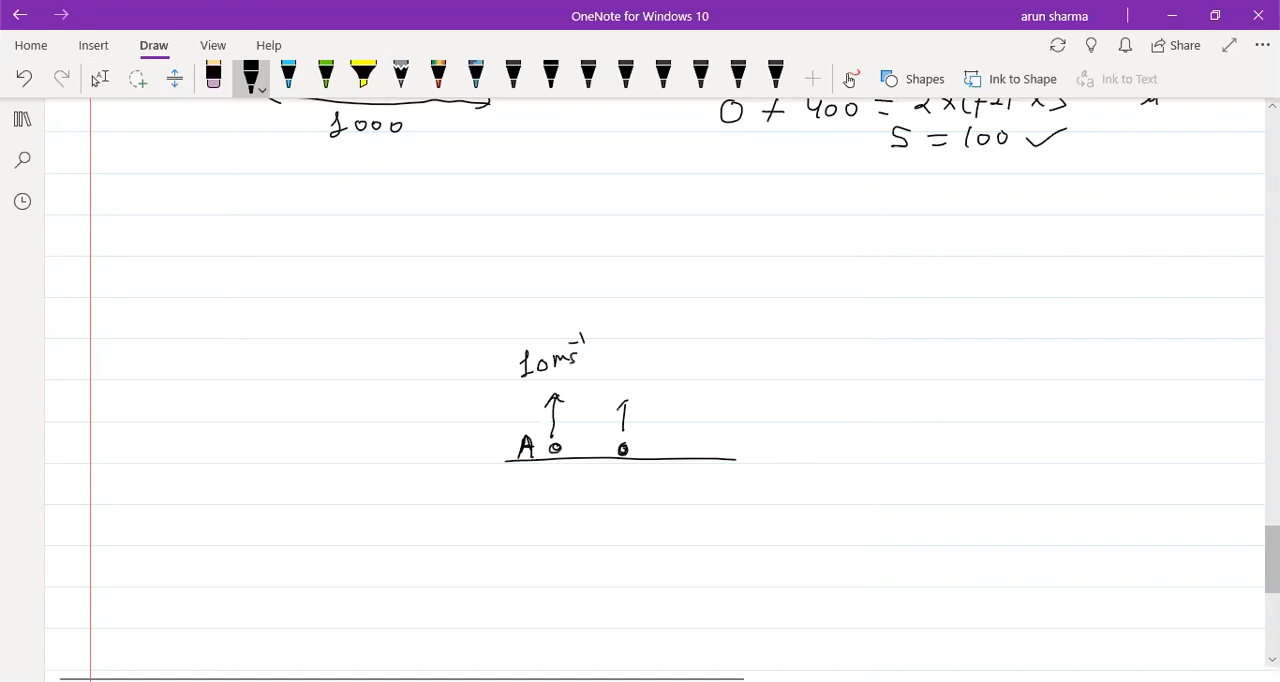 OneNote for Windows 10
arun sharma
Home Insert Draw View Help
Share
Shapes Ink to Shape Ink to Text
1000
0 + 400 =
S = 100 ✓
10ms⁻¹
A